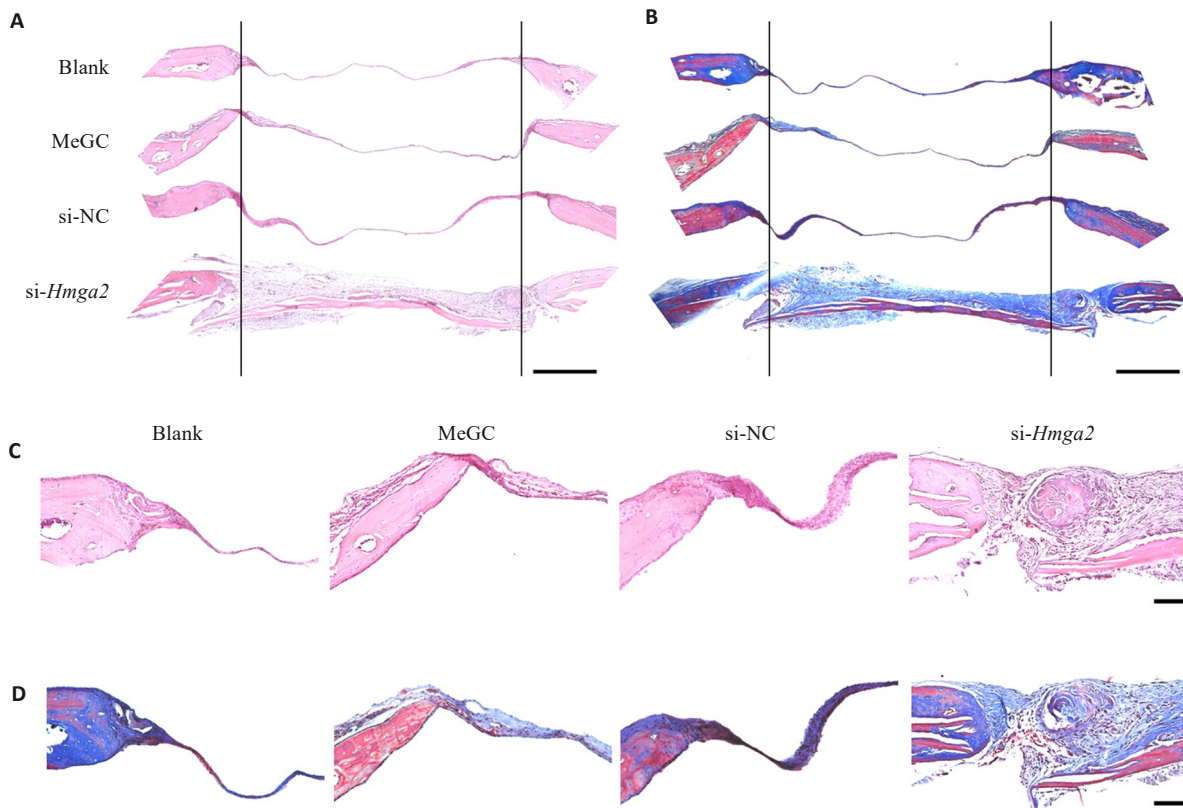 A
B
Blank
MeGC
si-NC
si-Hmga2
C
Blank
MeGC
si-NC
si-Hmga2
D